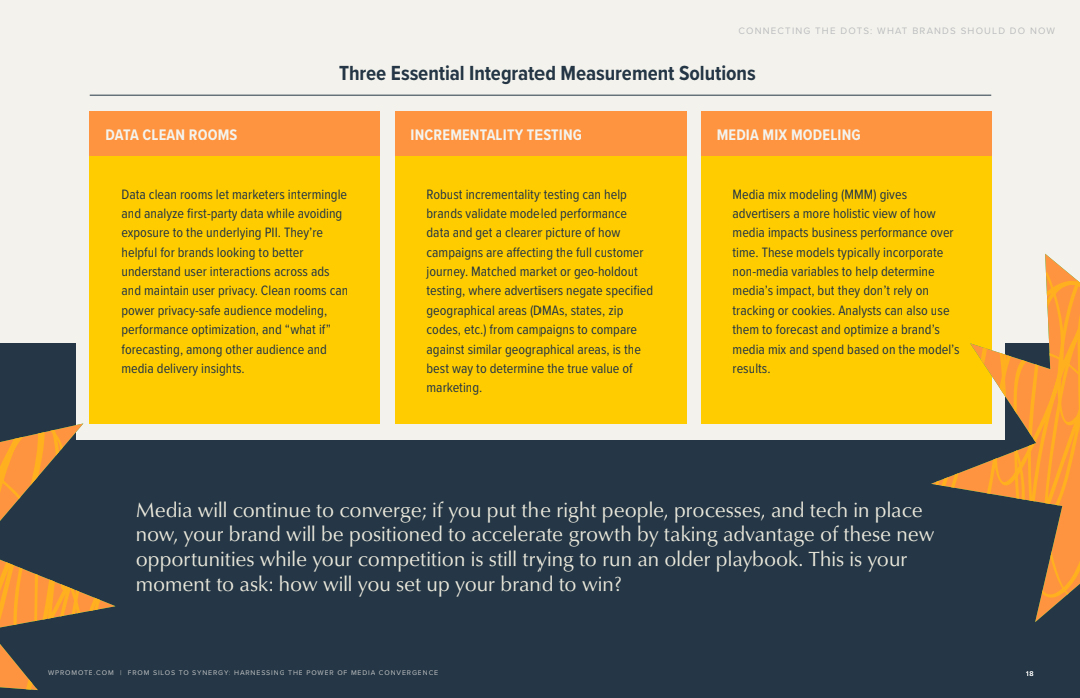 CONNECTING THE DOTS: WHAT BRANDS SHOULD DO NOW
Three Essential Integrated Measurement Solutions
DATA CLEAN ROOMS
Data clean rooms let marketers intermingle
and analyze first-party data while avoiding
exposure to the underlying PII. They’re
helpful for brands looking to better
understand user interactions across ads
and maintain user privacy. Clean rooms can
power privacy-safe audience modeling,
performance optimization, and “what if”
forecasting, among other audience and
media delivery insights.
INCREMENTALITY TESTING
Robust incrementality testing can help
brands validate modeled performance
data and get a clearer picture of how
campaigns are affecting the full customer
journey. Matched market or geo-holdout
testing, where advertisers negate specified
geographical areas (DMAs, states, zip
codes, etc.) from campaigns to compare
against similar geographical areas, is the
best way to determine the true value of
marketing.
MEDIA MIX MODELING
Media mix modeling (MMM) gives
advertisers a more holistic view of how
media impacts business performance over
time. These models typically incorporate
non-media variables to help determine
media’s impact, but they don’t rely on
tracking or cookies. Analysts can also use
them to forecast and optimize a brand’s
media mix and spend based on the model’s
results.
Media will continue to converge; if you put the right people, processes, and tech in place
now, your brand will be positioned to accelerate growth by taking advantage of these new
opportunities while your competition is still trying to run an older playbook. This is your
moment to ask: how will you set up your brand to win?
WPROMOTE.COM | FROM SILOS TO SYNERGY: HARNESSING THE POWER OF MEDIA CONVERGENCE
18